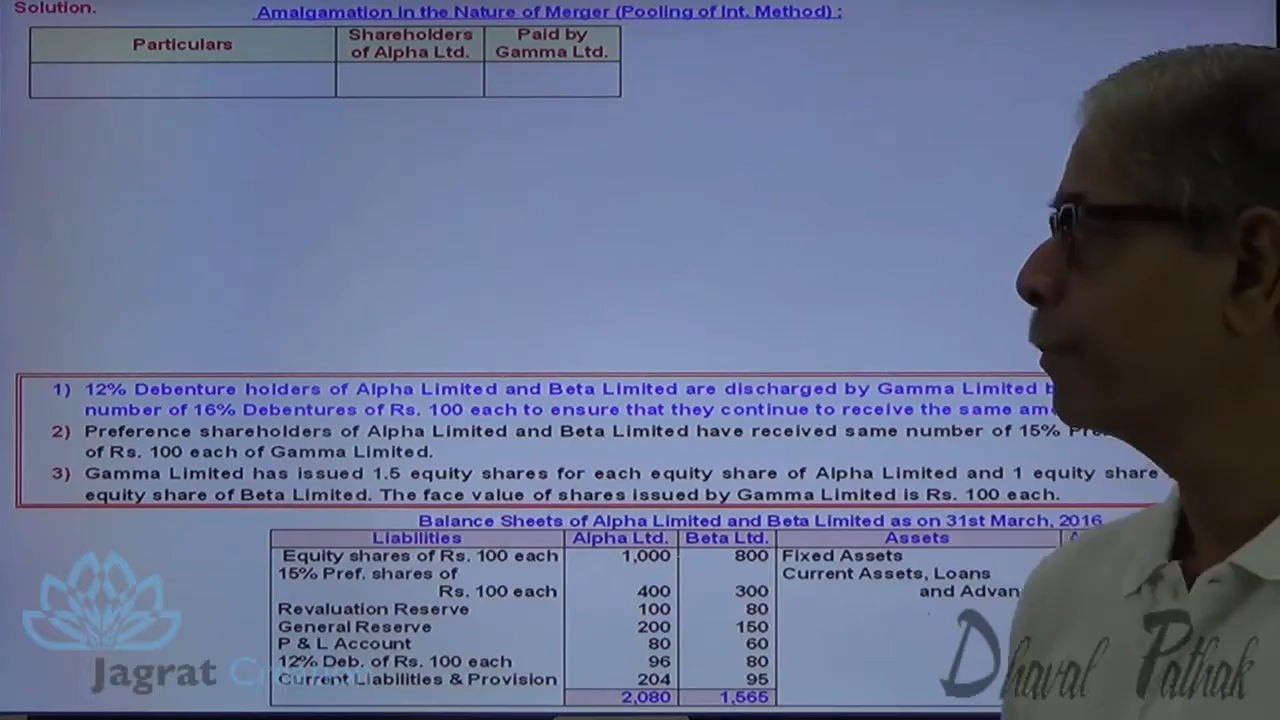 Solution.
Amalgamation in the Nature of Merger (Pooling of Int. Method) :
Particulars Shareholders of Alpha Ltd. Paid by Gamma Ltd.
1) 12% Debenture holders of Alpha Limited and Beta Limited are discharged by Gamma Limited
number of 16% Debentures of Rs. 100 each to ensure that they continue to receive the same
2) Preference shareholders of Alpha Limited and Beta Limited have received same number of 15%
of Rs. 100 each of Gamma Limited.
3) Gamma Limited has issued 1.5 equity shares for each equity share of Alpha Limited and 1 equity share
equity share of Beta Limited. The face value of shares issued by Gamma Limited is Rs. 100 each.
Balance Sheets of Alpha Limited and Beta Limited as on 31st March, 2016
Liabilities Alpha Ltd. Beta Ltd. Assets
Equity shares of Rs. 100 each 1,000 800 Fixed Assets
15% Pref. shares of Current Assets, Loans
Rs. 100 each 400 300 and
Revaluation Reserve 100 80
General Reserve 200 150
P & L Account 80 60
12% Deb. of Rs. 100 each 96 80
Current Liabilities & Provision 204 95
2,080 1,565
Jagrat Creation
Dhaval Pathak